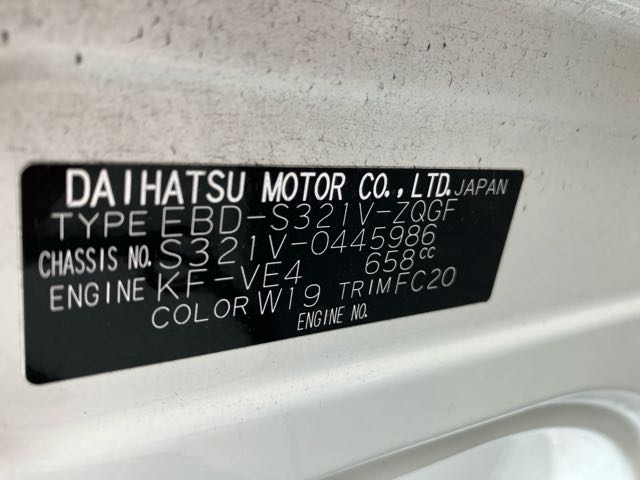 DAIHATSU MOTOR CO., LTD. JAPAN
TYPE EBD-S321V-ZQGF
CHASSIS NO. S321V-0445986
ENGINE KF-VE4 658cc
COLOR W19 TRIM FC20
ENGINE NO.